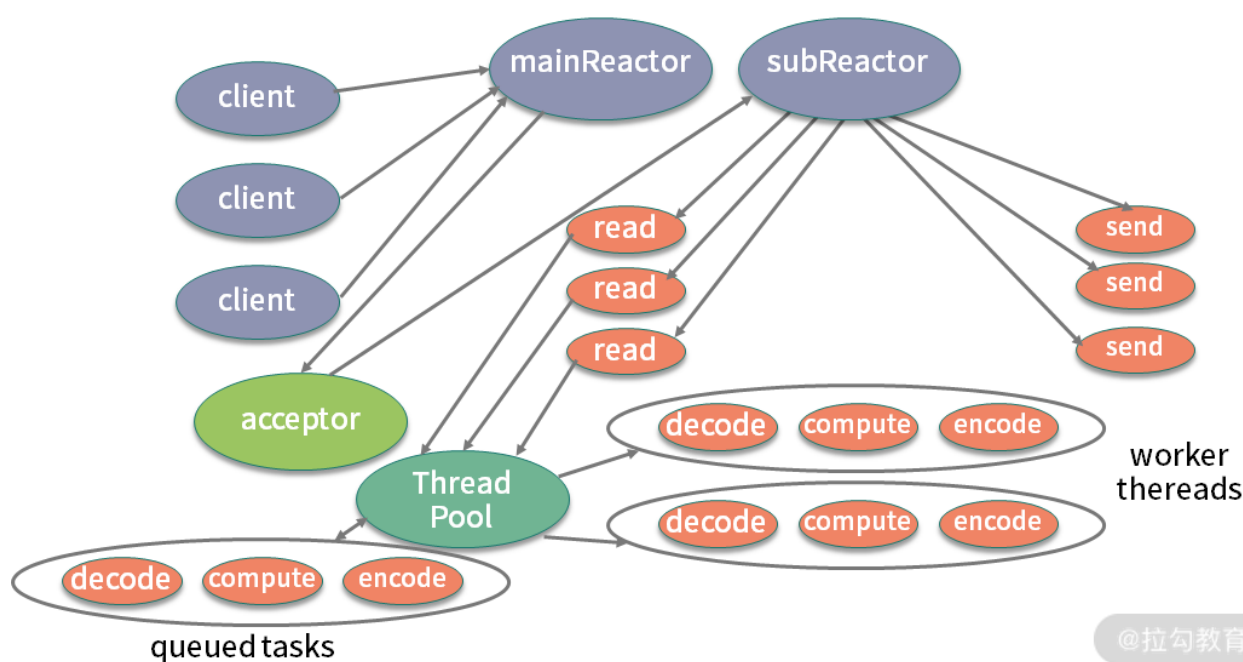 mainReactor
subReactor
client
client
client
read
read
read
send
send
send
acceptor
Thread
Pool
decode compute encode
decode compute encode
worker
thereads
decode compute encode
queued tasks
@拉勾教育